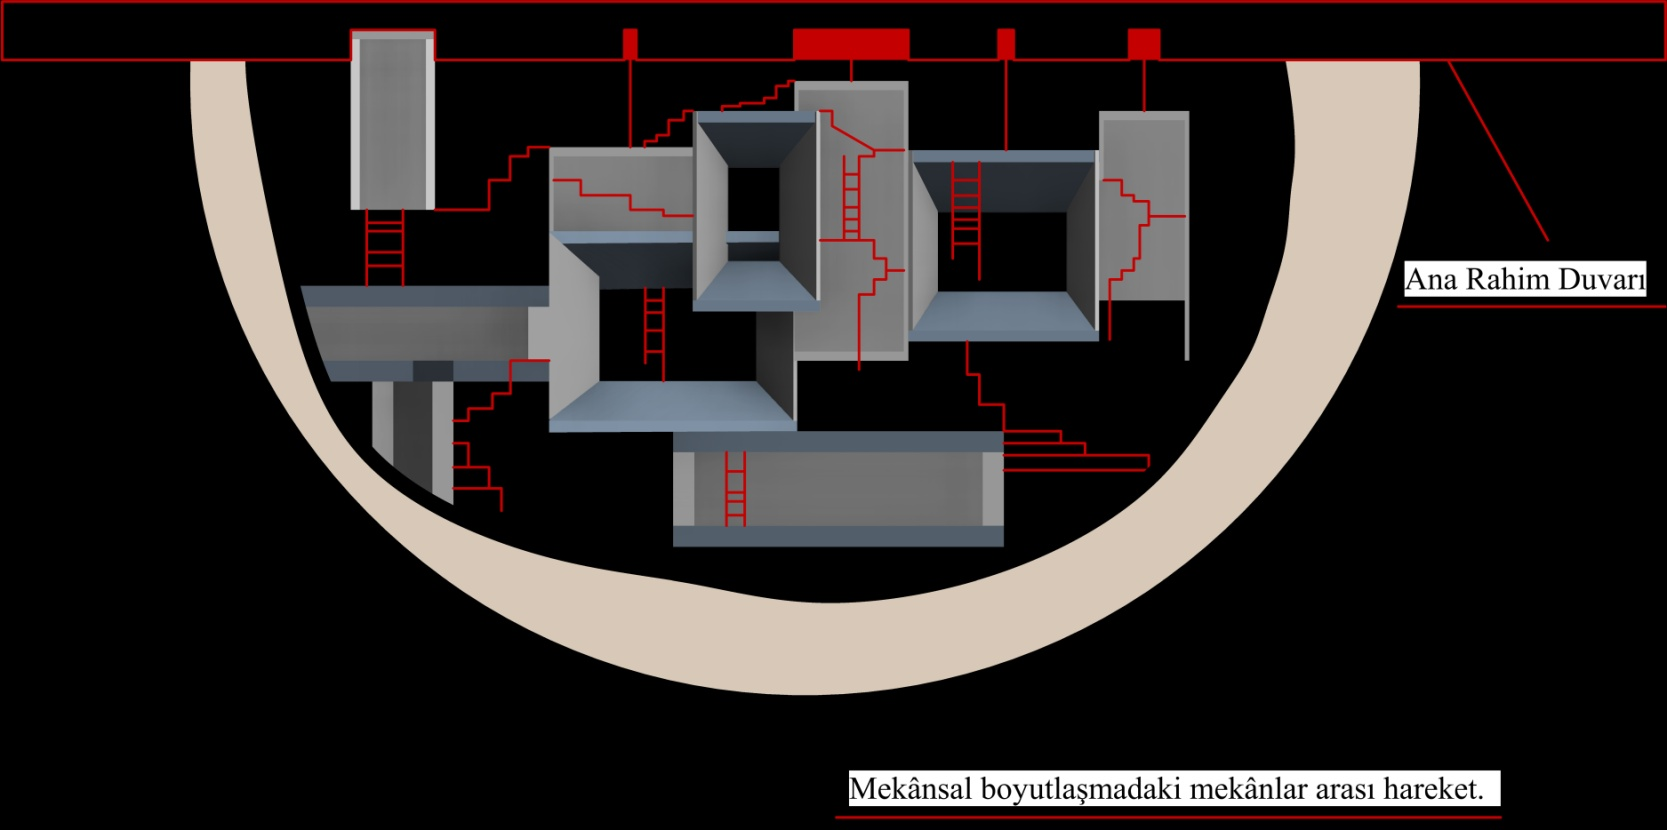 Ana Rahim Duvarı
Mekânsal boyutlaşmadaki mekânlar arası hareket.